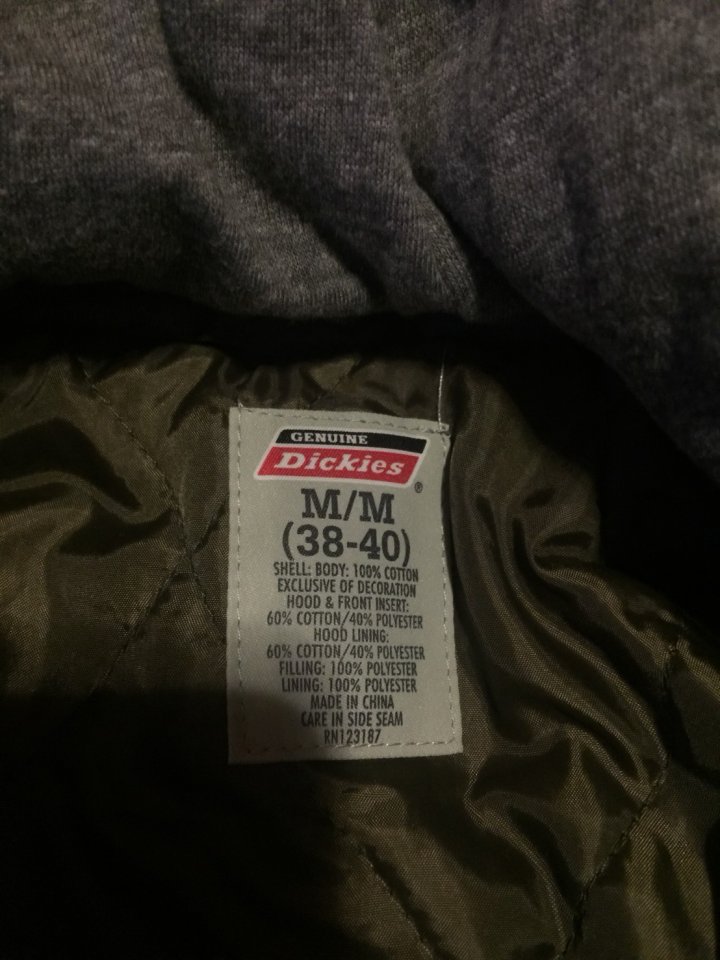 GENUINE
Dickies®
M/M
(38-40)
SHELL: BODY: 100% COTTON
EXCLUSIVE OF DECORATION
HOOD & FRONT INSERT:
60% COTTON/40% POLYESTER
HOOD LINING:
60% COTTON/40% POLYESTER
FILLING: 100% POLYESTER
LINING: 100% POLYESTER
MADE IN CHINA
CARE IN SIDE SEAM
RN123187